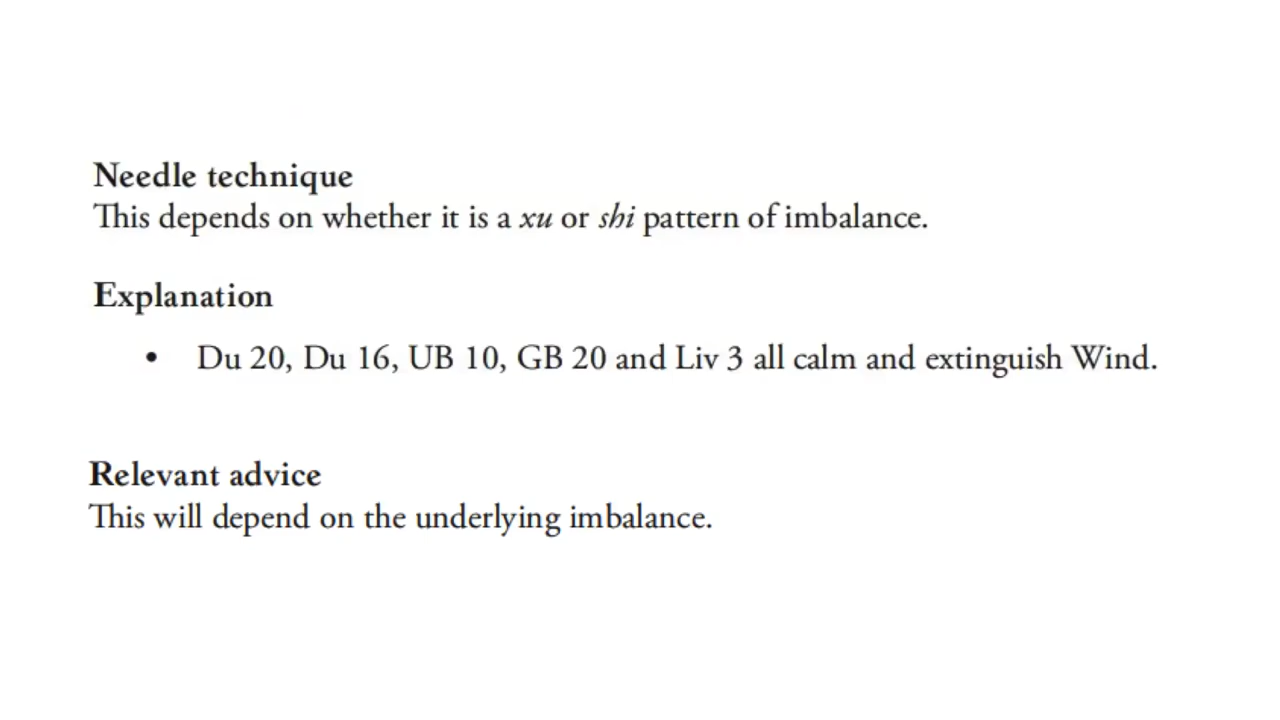 Needle technique
This depends on whether it is a xu or shi pattern of imbalance.
Explanation
• Du 20, Du 16, UB 10, GB 20 and Liv 3 all calm and extinguish Wind.
Relevant advice
This will depend on the underlying imbalance.